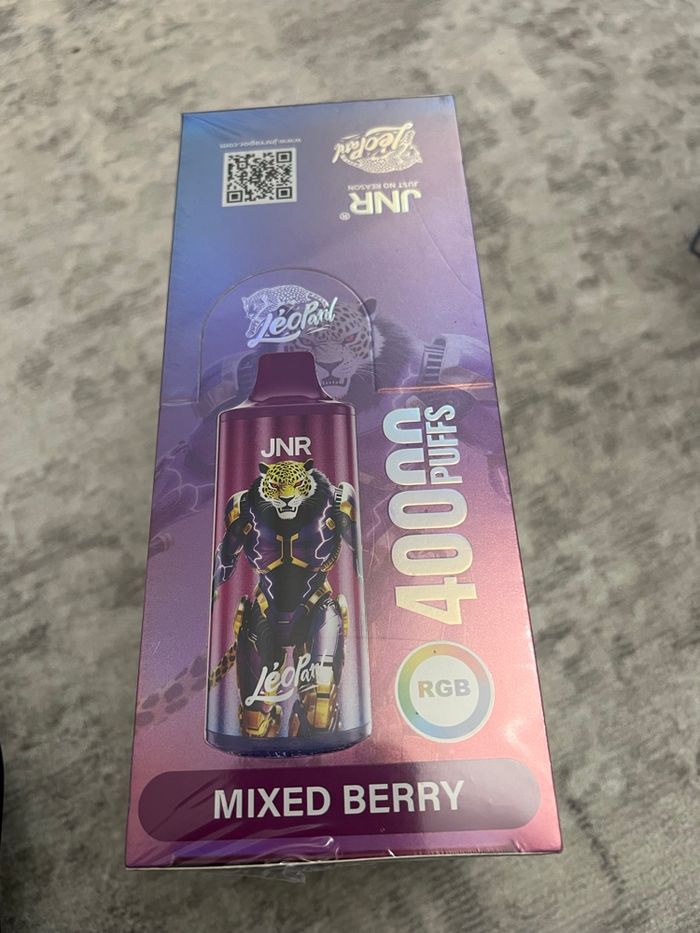 www.jnrvapor.com
LéoPard
JNR®
JUST NO REASON
LéoPard
JNR
LéoPard
40000
PUFFS
RGB
MIXED BERRY